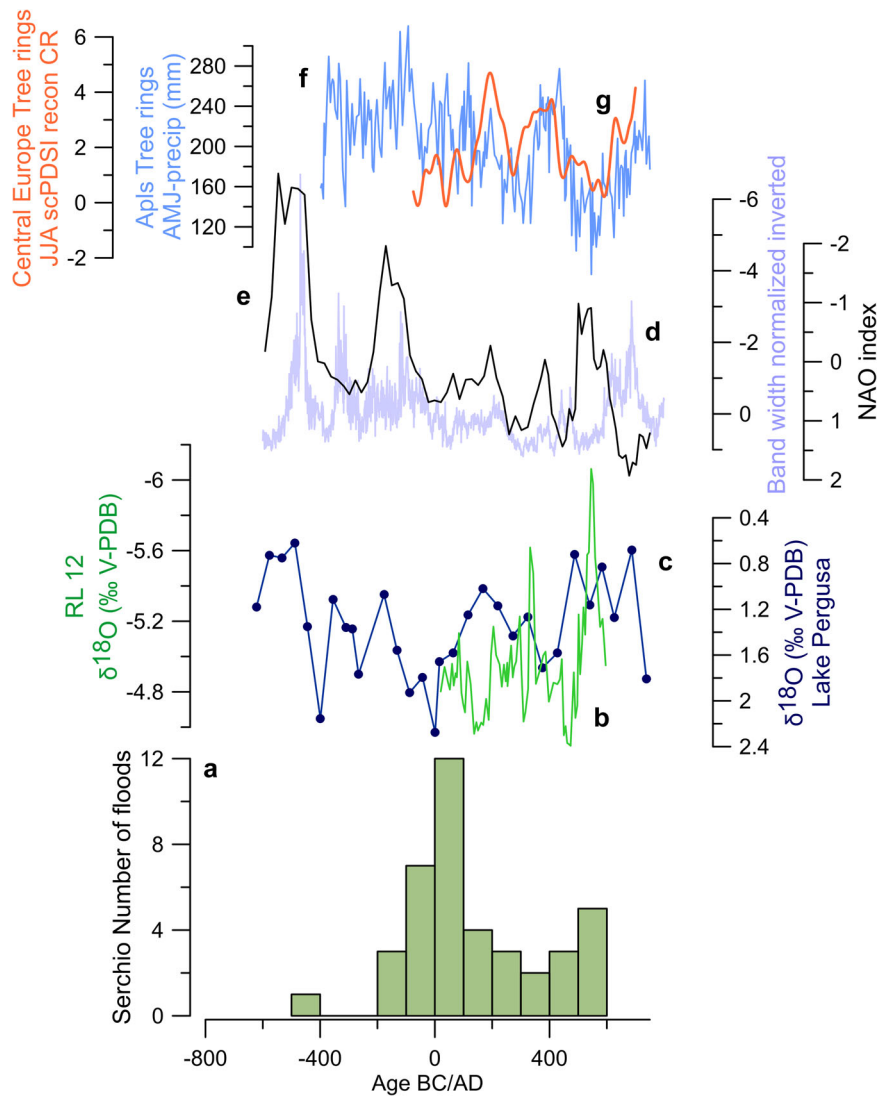 Central Europe Tree rings
JJA scPDSI recon CR
6
4
2
0
-2
Apls Tree rings
AMJ-precip (mm)
280
240
200
160
120
f
g
e
d
-6
-4
-2
0
Band width normalized inverted
-2
-1
0
1
2
NAO index
RL 12
δ18O (‰ V-PDB)
-6
-5.6
-5.2
-4.8
c
b
0.4
0.8
1.2
1.6
2
2.4
δ18O (‰ V-PDB)
Lake Pergusa
a
Serchio Number of floods
12
8
4
0
-800
-400
0
400
Age BC/AD